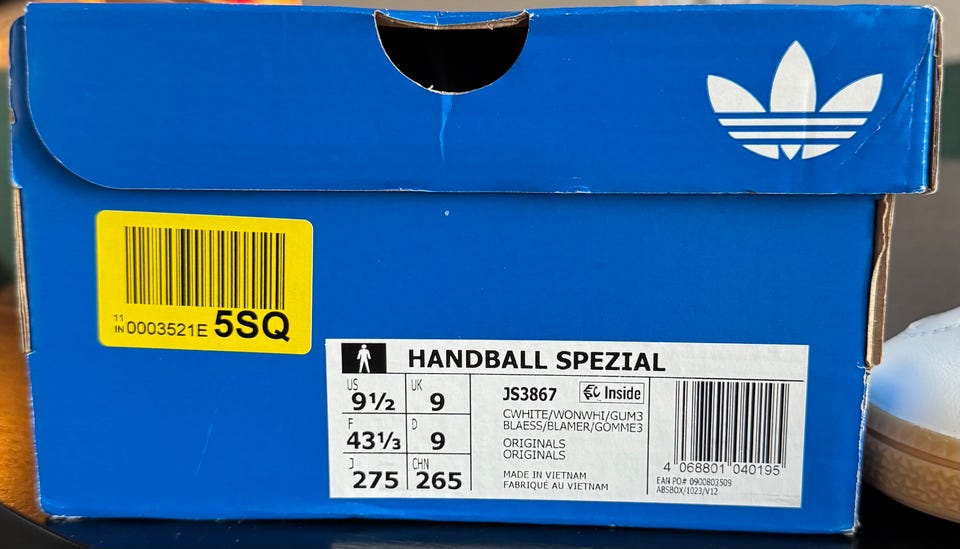 11
IN 0003521E 5SQ
HANDBALL SPEZIAL
US 9½ UK 9
F 43⅓ D 9
J 275 CHN 265
JS3867 Inside
CWHITE/WONWHI/GUM3
BLAESS/BLAMER/GOMME3
ORIGINALS
ORIGINALS
MADE IN VIETNAM
FABRIQUÉ AU VIETNAM
4 068801 040195
EAN PO# 0900803509
ABSBOX/1023/V12